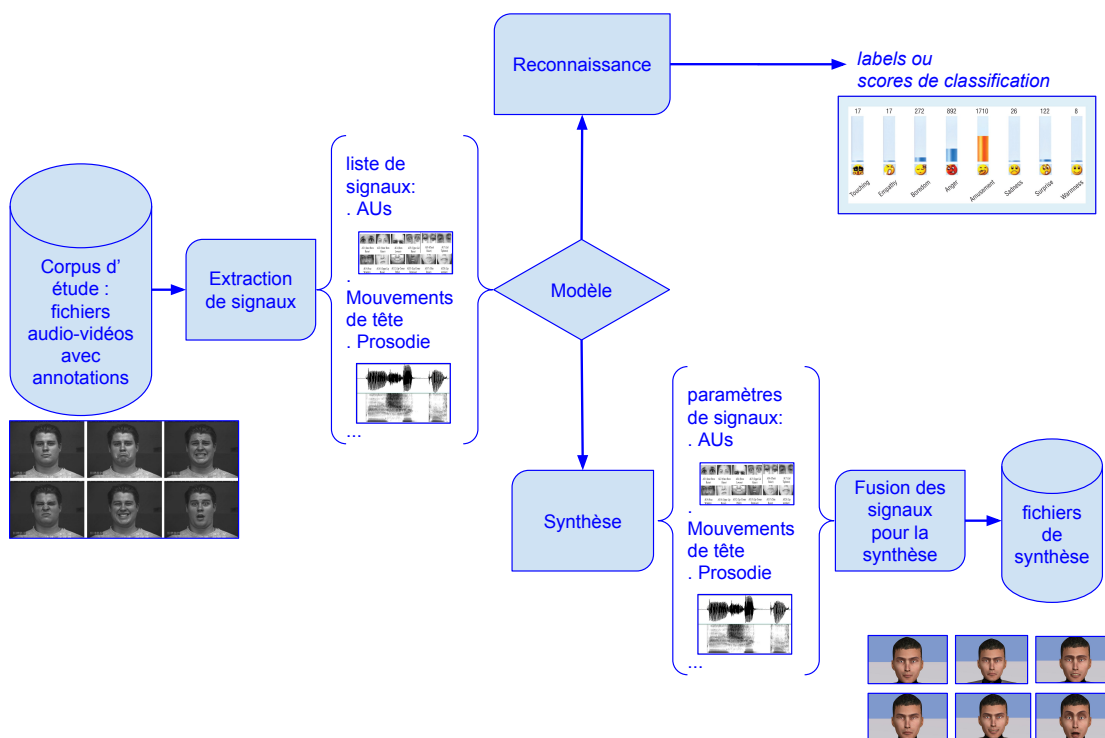 Reconnaissance
labels ou
scores de classification
17 17 272 892 1710 26 122 8
Touching Empathy Boredom Anger Amusement Sadness Surprise Warmness
Corpus d'
étude :
fichiers
audio-vidéos
avec
annotations
Extraction
de signaux
liste de
signaux:
. AUs
.
Mouvements
de tête
. Prosodie
...
Modèle
Synthèse
paramètres
de signaux:
. AUs
.
Mouvements
de tête
. Prosodie
...
Fusion des
signaux
pour la
synthèse
fichiers
de
synthèse